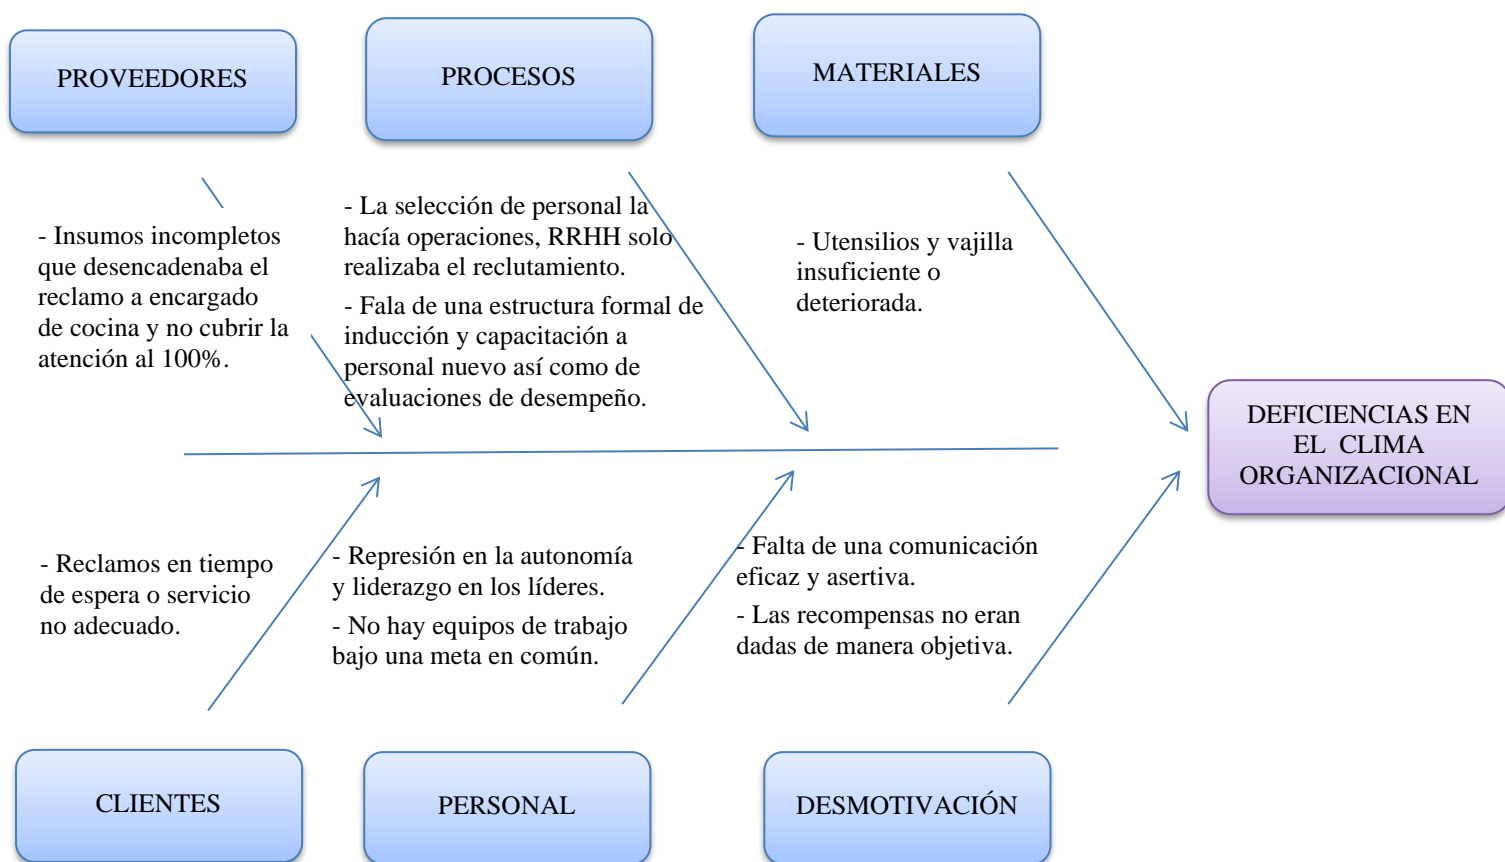 PROVEEDORES
PROCESOS
MATERIALES
- Insumos incompletos
que desencadenaba el
reclamo a encargado
de cocina y no cubrir la
atención al 100%.
- La selección de personal la
hacía operaciones, RRHH solo
realizaba el reclutamiento.
- Fala de una estructura formal de
inducción y capacitación a
personal nuevo así como de
evaluaciones de desempeño.
- Utensilios y vajilla
insuficiente o
deteriorada.
DEFICIENCIAS EN
EL CLIMA
ORGANIZACIONAL
- Reclamos en tiempo
de espera o servicio
no adecuado.
- Represión en la autonomía
y liderazgo en los líderes.
- No hay equipos de trabajo
bajo una meta en común.
- Falta de una comunicación
eficaz y asertiva.
- Las recompensas no eran
dadas de manera objetiva.
CLIENTES
PERSONAL
DESMOTIVACIÓN